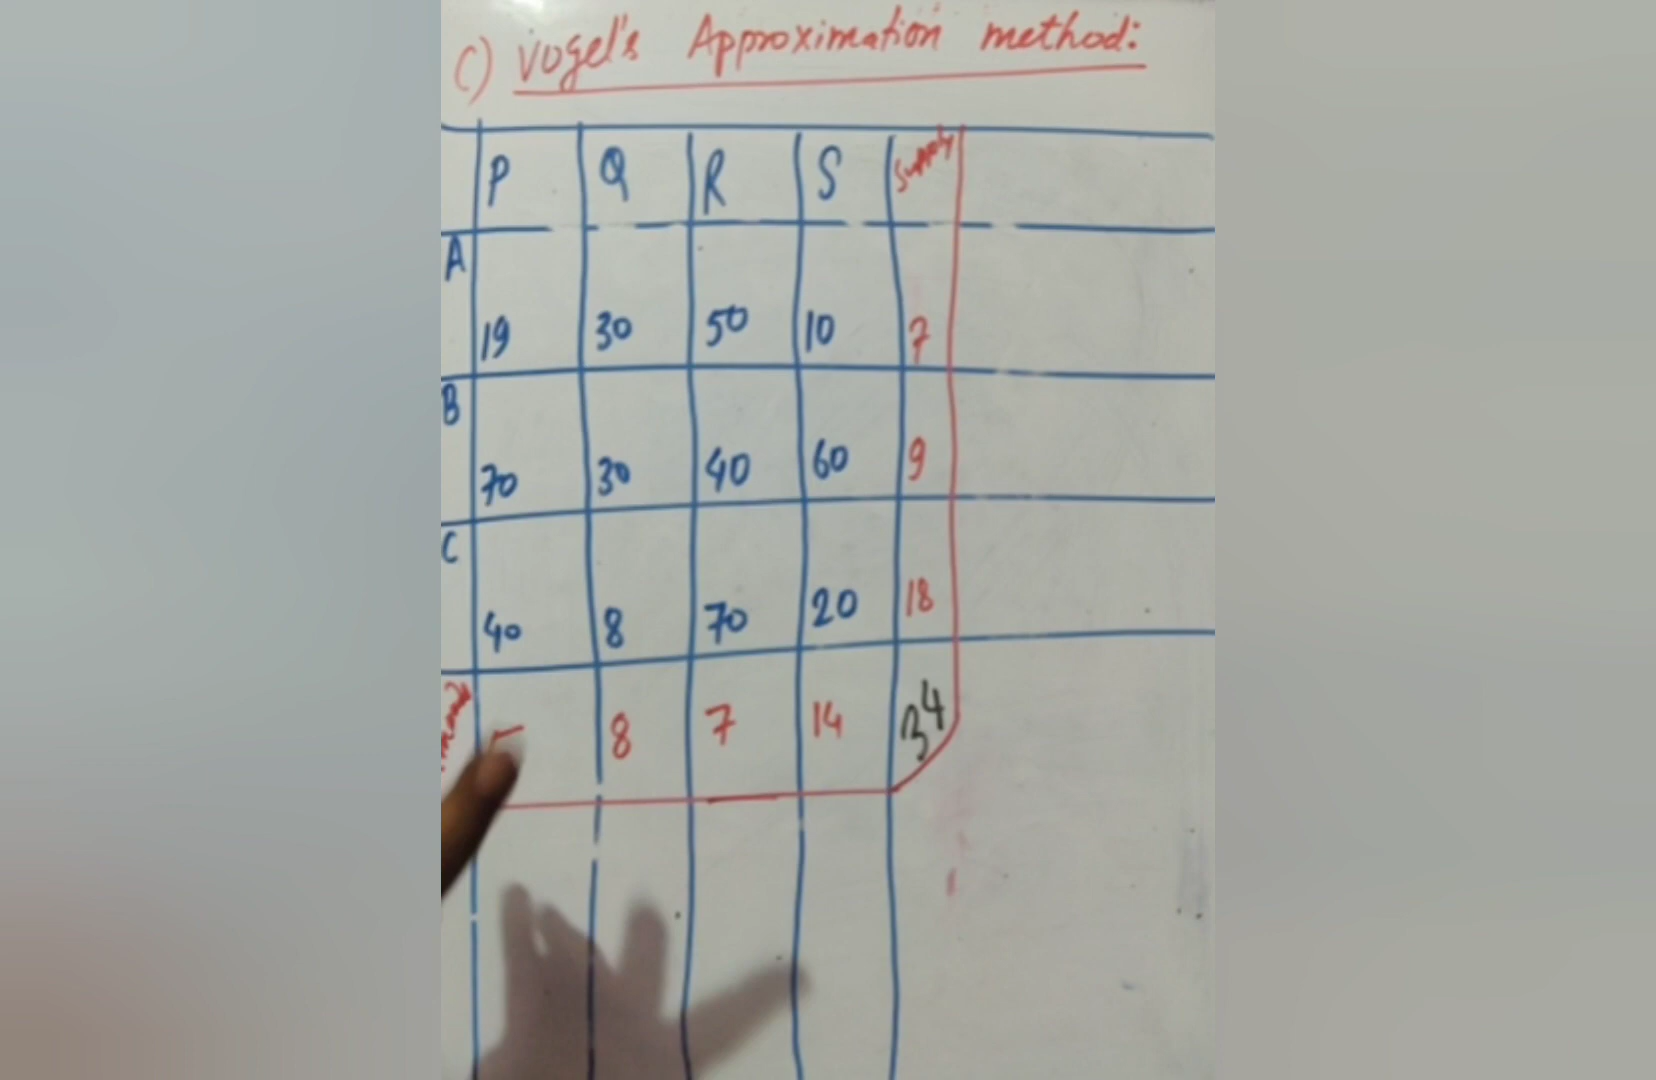 C) Vogel's Approximation method:
P Q R S Supply
A
19 30 50 10 7
B
70 30 40 60 9
C
40 8 70 20 18
8 7 14 34